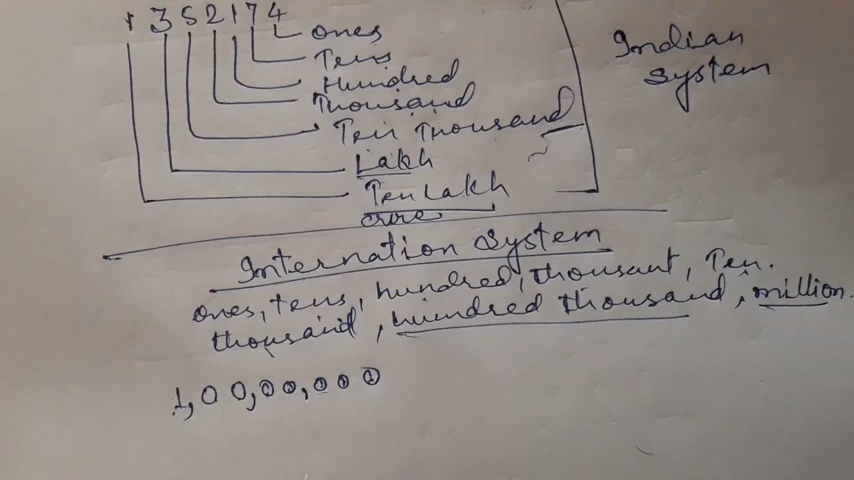 1352174
ones
Tens
Hundred
Thousand
Ten Thousand
Lakh
Ten Lakh
crore
Indian
System
Internation System
ones, tens, hundred, thousant, Ten.
thousand, hundred thousand, million.
1,00,00,000